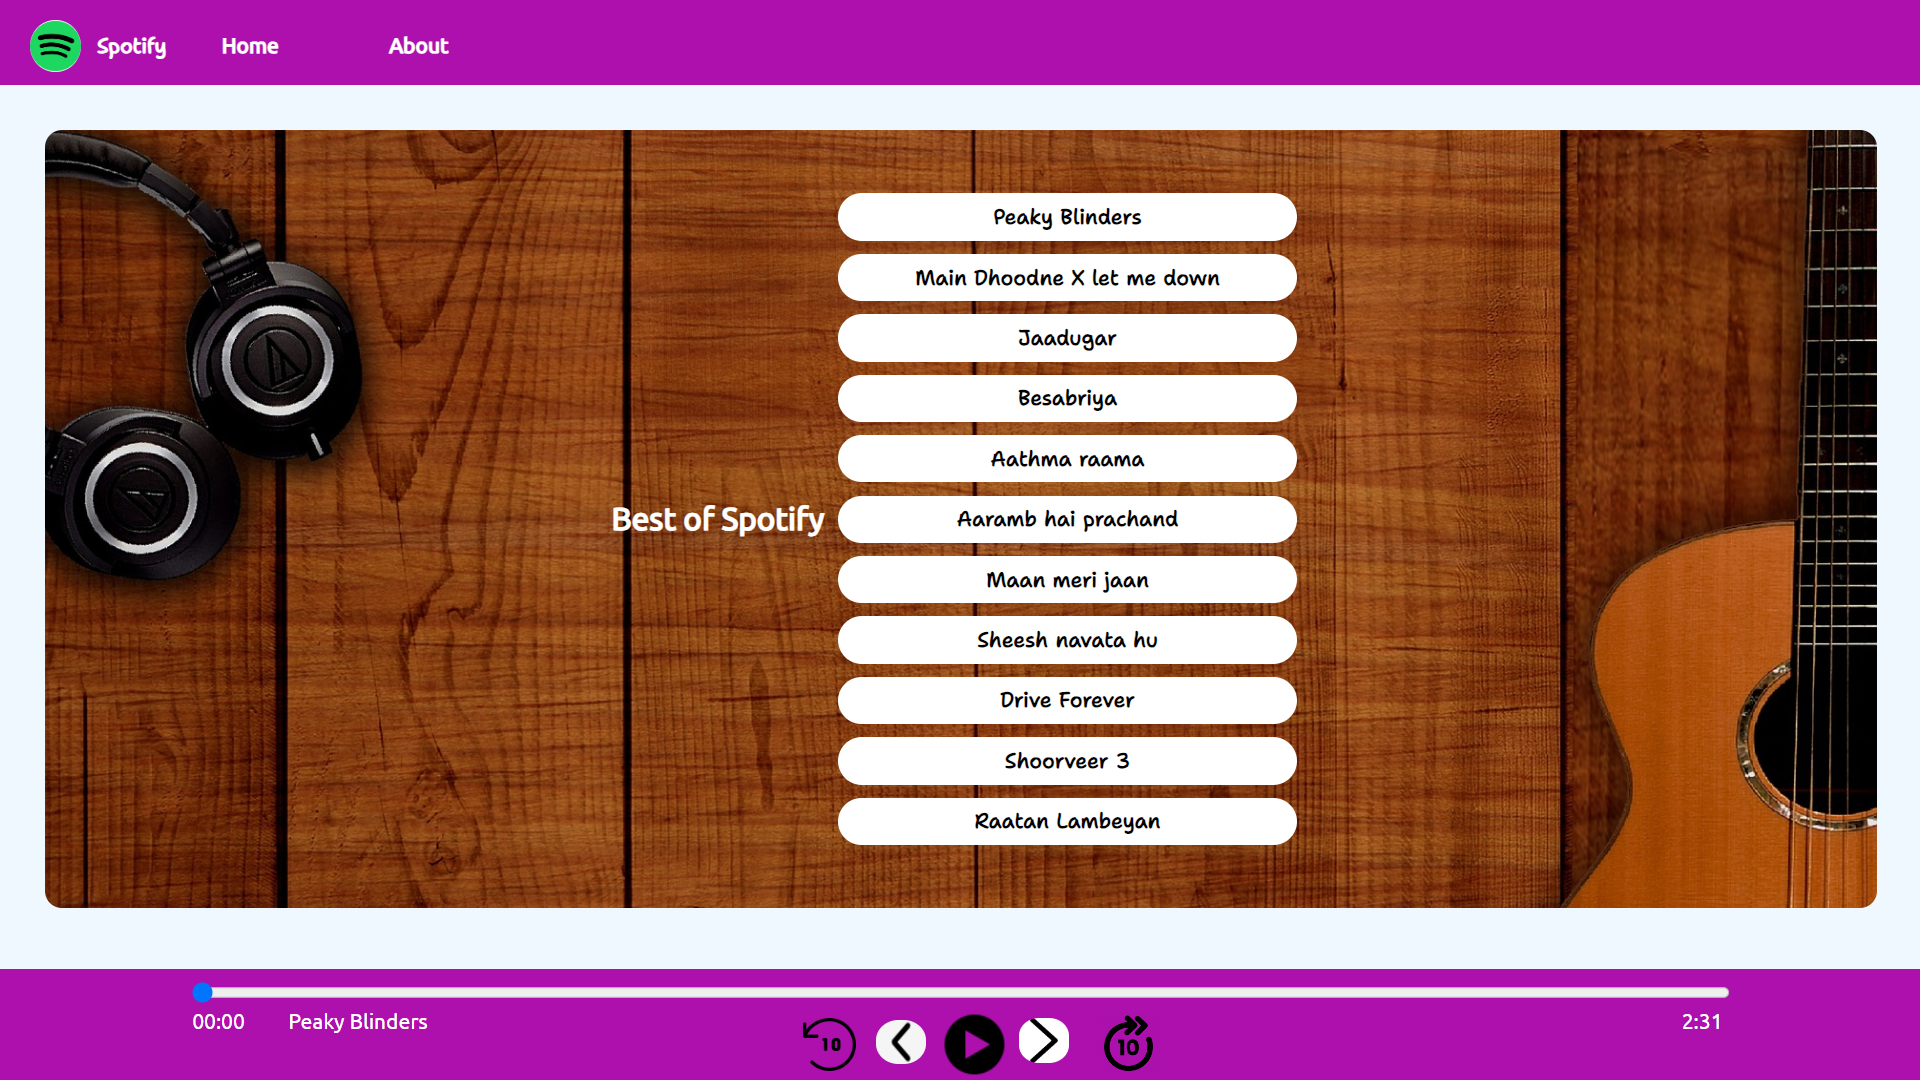 Spotify Home About
Peaky Blinders
Main Dhoodne X let me down
Jaadugar
Besabriya
Aathma raama
Best of Spotify
Aaramb hai prachand
Maan meri jaan
Sheesh navata hu
Drive Forever
Shoorveer 3
Raatan Lambeyan
00:00 Peaky Blinders 2:31
10 10